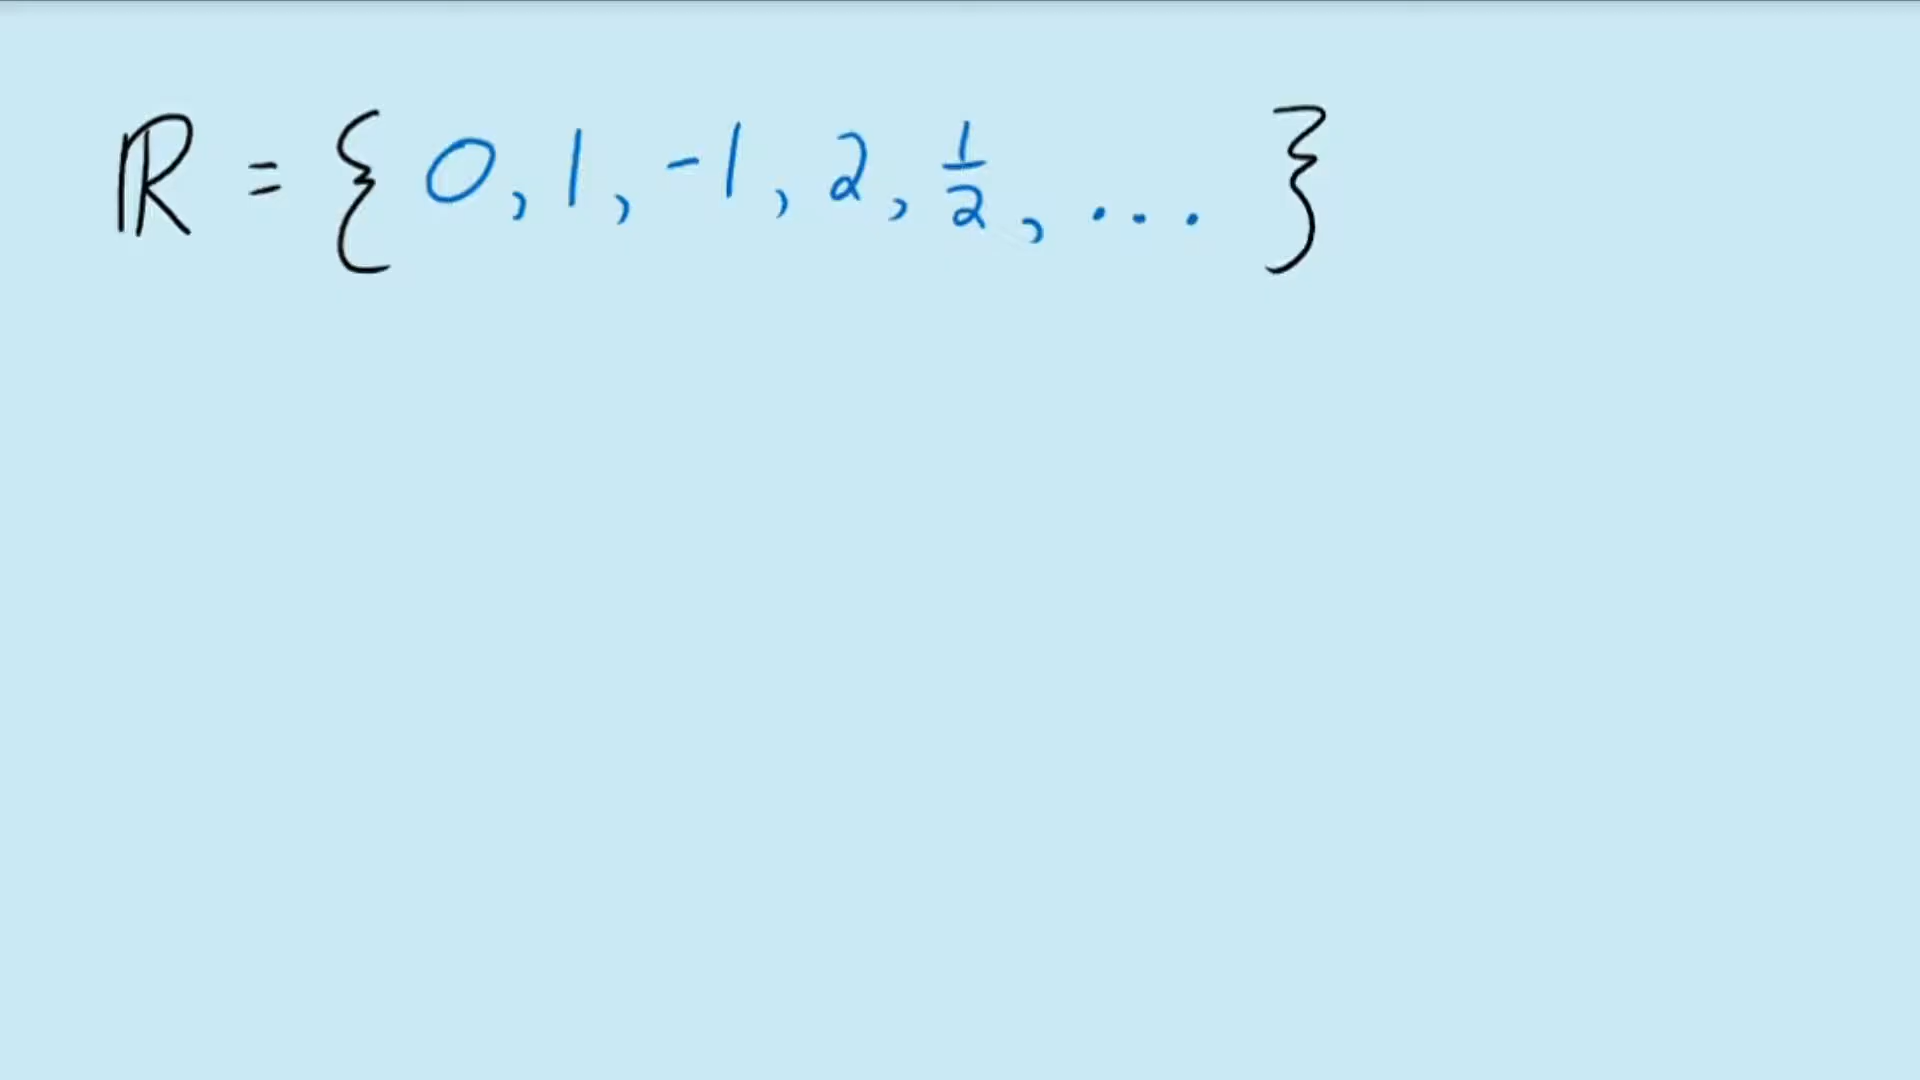 ℝ = { 0, 1, -1, 2, 1/2, ... }